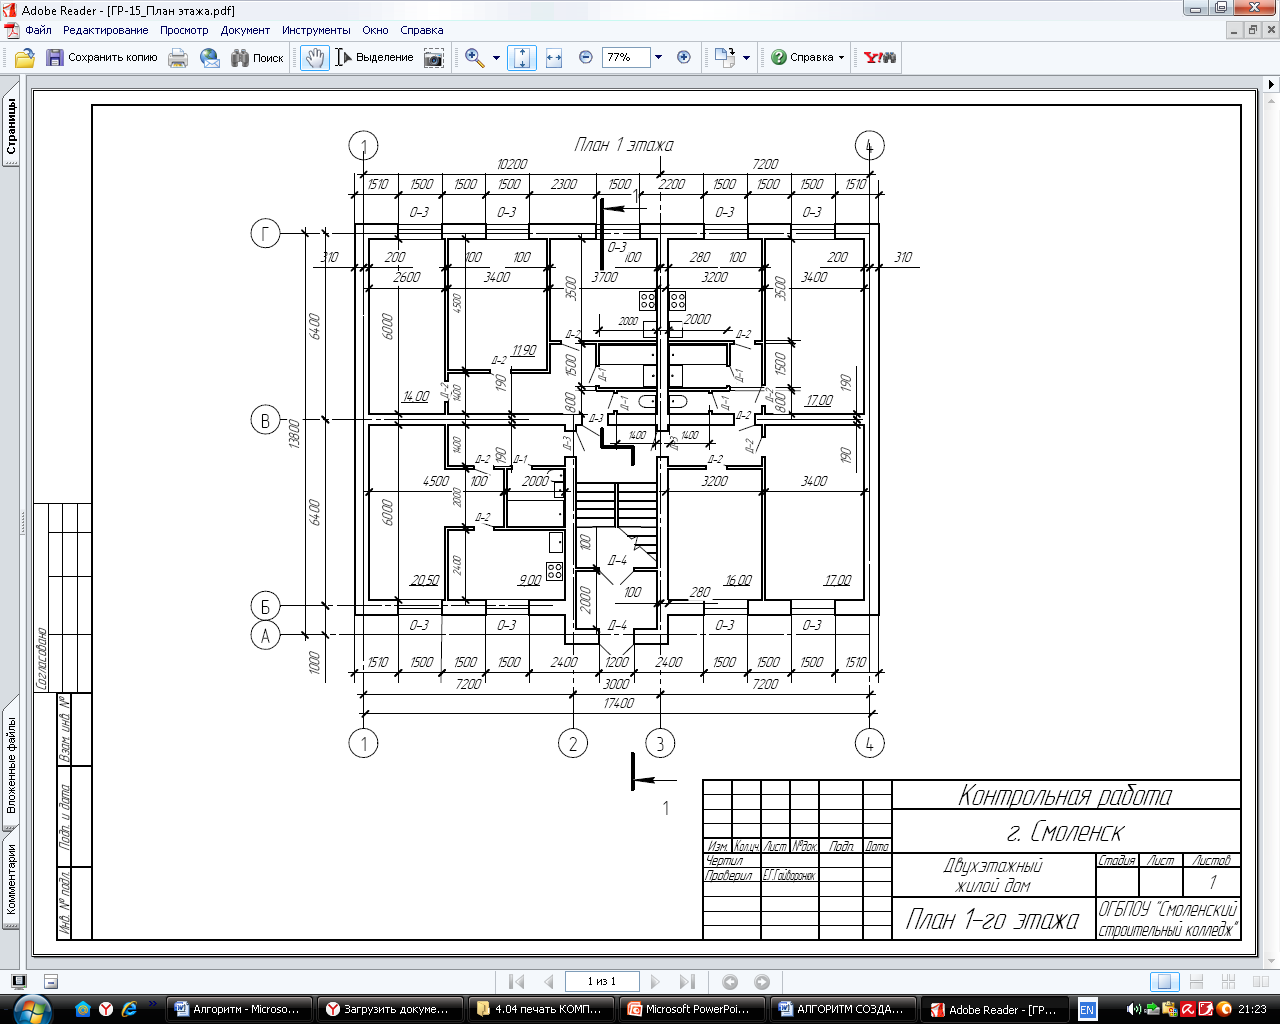 Adobe Reader - [ГР-15_План этажа.pdf]
Файл Редактирование Просмотр Документ Инструменты Окно Справка
Сохранить копию Поиск Выделение 77% Справка Y!
Страницы
Вложенные файлы
Комментарии
План 1 этажа
1 4
10200 7200
1510 1500 1500 1500 2300 1500 2200 1500 1500 1500 1510
1
О-3 О-3 О-3 О-3
Г
О-3
310 200 100 100 100 280 100 200 310
2600 3400 3700 3200 3400
6400 6000 4500 3500 3500
2000 2000
Д-2 Д-2
11,90 Д-2
1500 1500
190 Д-1 Д-1 190
14.00 Д-2 1400 800 Д-1 Д-1 Д-2 800 17.00
В
Д-3 Д-2
13800
1400 190 Д-3 1400 1400 Д-3 Д-2 190
Д-2 Д-1 Д-2
4500 100 2000 3200 3400
6400 6000 2000
Д-2
2400 100 Д-4
20,50 9,00 16,00 17,00
2000 100 280
Б
А
О-3 О-3 Д-4 О-3 О-3
1000
1510 1500 1500 1500 2400 1200 2400 1500 1500 1500 1510
7200 3000 7200
17400
1 2 3 4
1
Согласовано
Взам. инв. №
Подп. и дата
Инв. № подл.
Контрольная работа
г. Смоленск
Изм. Кол.уч. Лист №док. Подп. Дата
Чертил
Проверил Е.Г.Гайваронюк
Двухэтажный
жилой дом
Стадия Лист Листов
1
План 1-го этажа
ОГБПОУ "Смоленский
строительный колледж"
1 из 1
Алгоритм - Microso... Загрузить докуме... 4.04 печать КОМП... Microsoft PowerPoi... АЛГОРИТМ СОЗДА... Adobe Reader - [ГР... EN 21:23